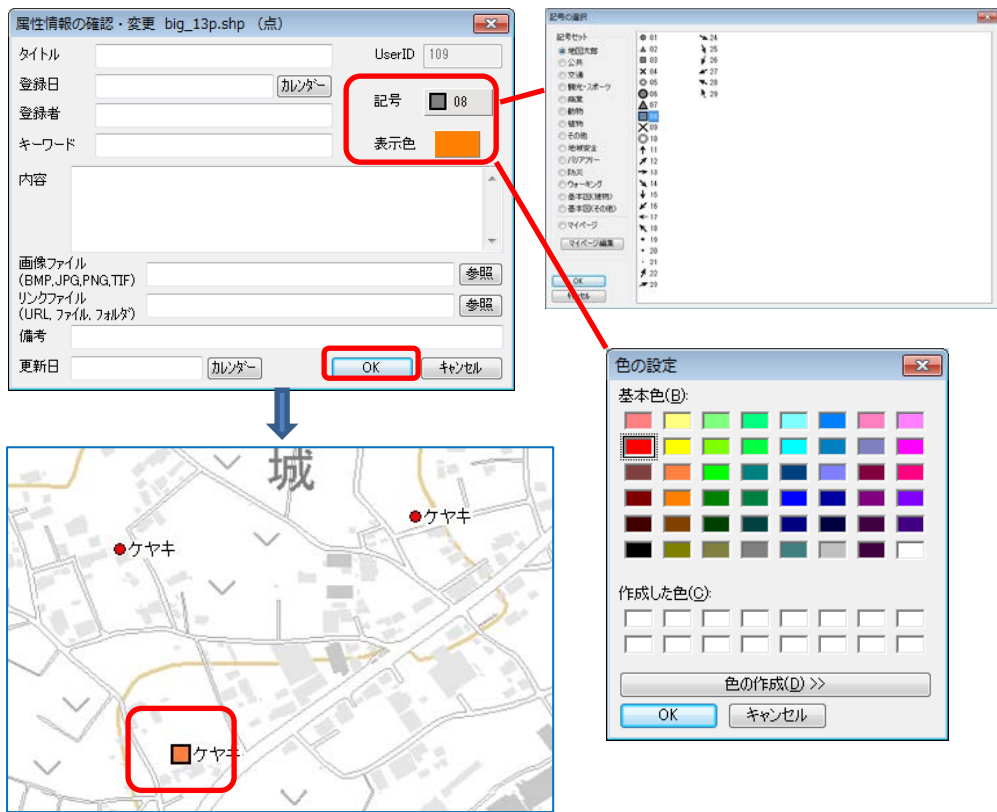 属性情報の確認・変更 big_13p.shp （点）
タイトル
UserID 109
登録日
カレンダー
記号 08
登録者
表示色
キーワード
内容
画像ファイル
(BMP,JPG,PNG,TIF)
参照
リンクファイル
(URL, ファイル, フォルダ)
参照
備考
更新日
カレンダー
OK
キャンセル
記号の選択
記号セット
地図太郎
公共
交通
観光・スポーツ
商業
動物
植物
その他
地域安全
バリアフリー
防災
ウォーキング
基本図(建物)
基本図(その他)
マイページ
マイページ編集
OK
キャンセル
01
02
03
04
05
06
07
08
09
10
11
12
13
14
15
16
17
18
19
20
21
22
23
24
25
26
27
28
29
城
ケヤキ
ケヤキ
ケヤキ
色の設定
基本色(B):
作成した色(C):
色の作成(D) >>
OK
キャンセル